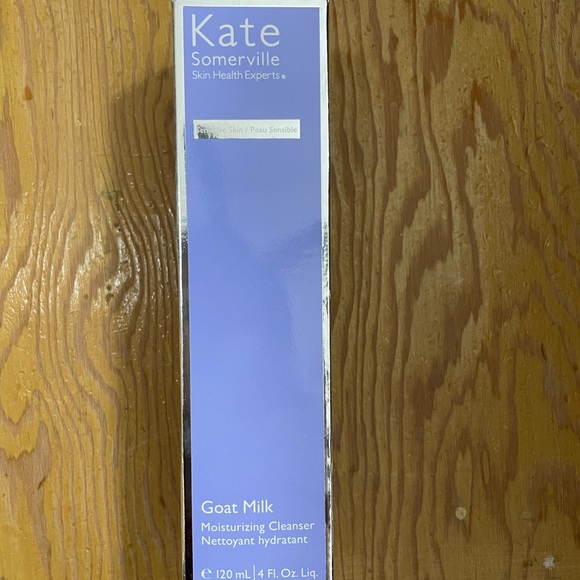 Kate
Somerville
Skin Health Experts®
Sensitive Skin / Peau Sensible
Goat Milk
Moisturizing Cleanser
Nettoyant hydratant
℮ 120 mL | 4 Fl. Oz. Liq.